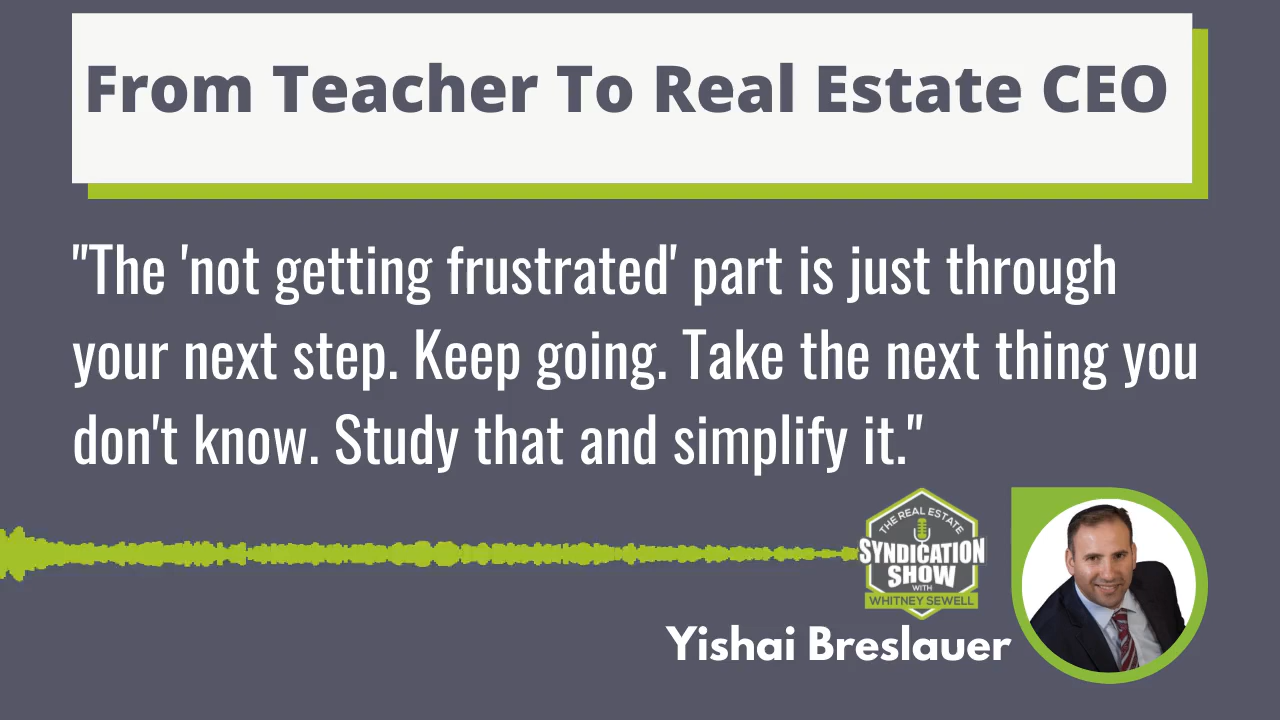 From Teacher To Real Estate CEO
"The 'not getting frustrated' part is just through
your next step. Keep going. Take the next thing you
don't know. Study that and simplify it."
THE REAL ESTATE
SYNDICATION
SHOW
WITH
WHITNEY SEWELL
Yishai Breslauer